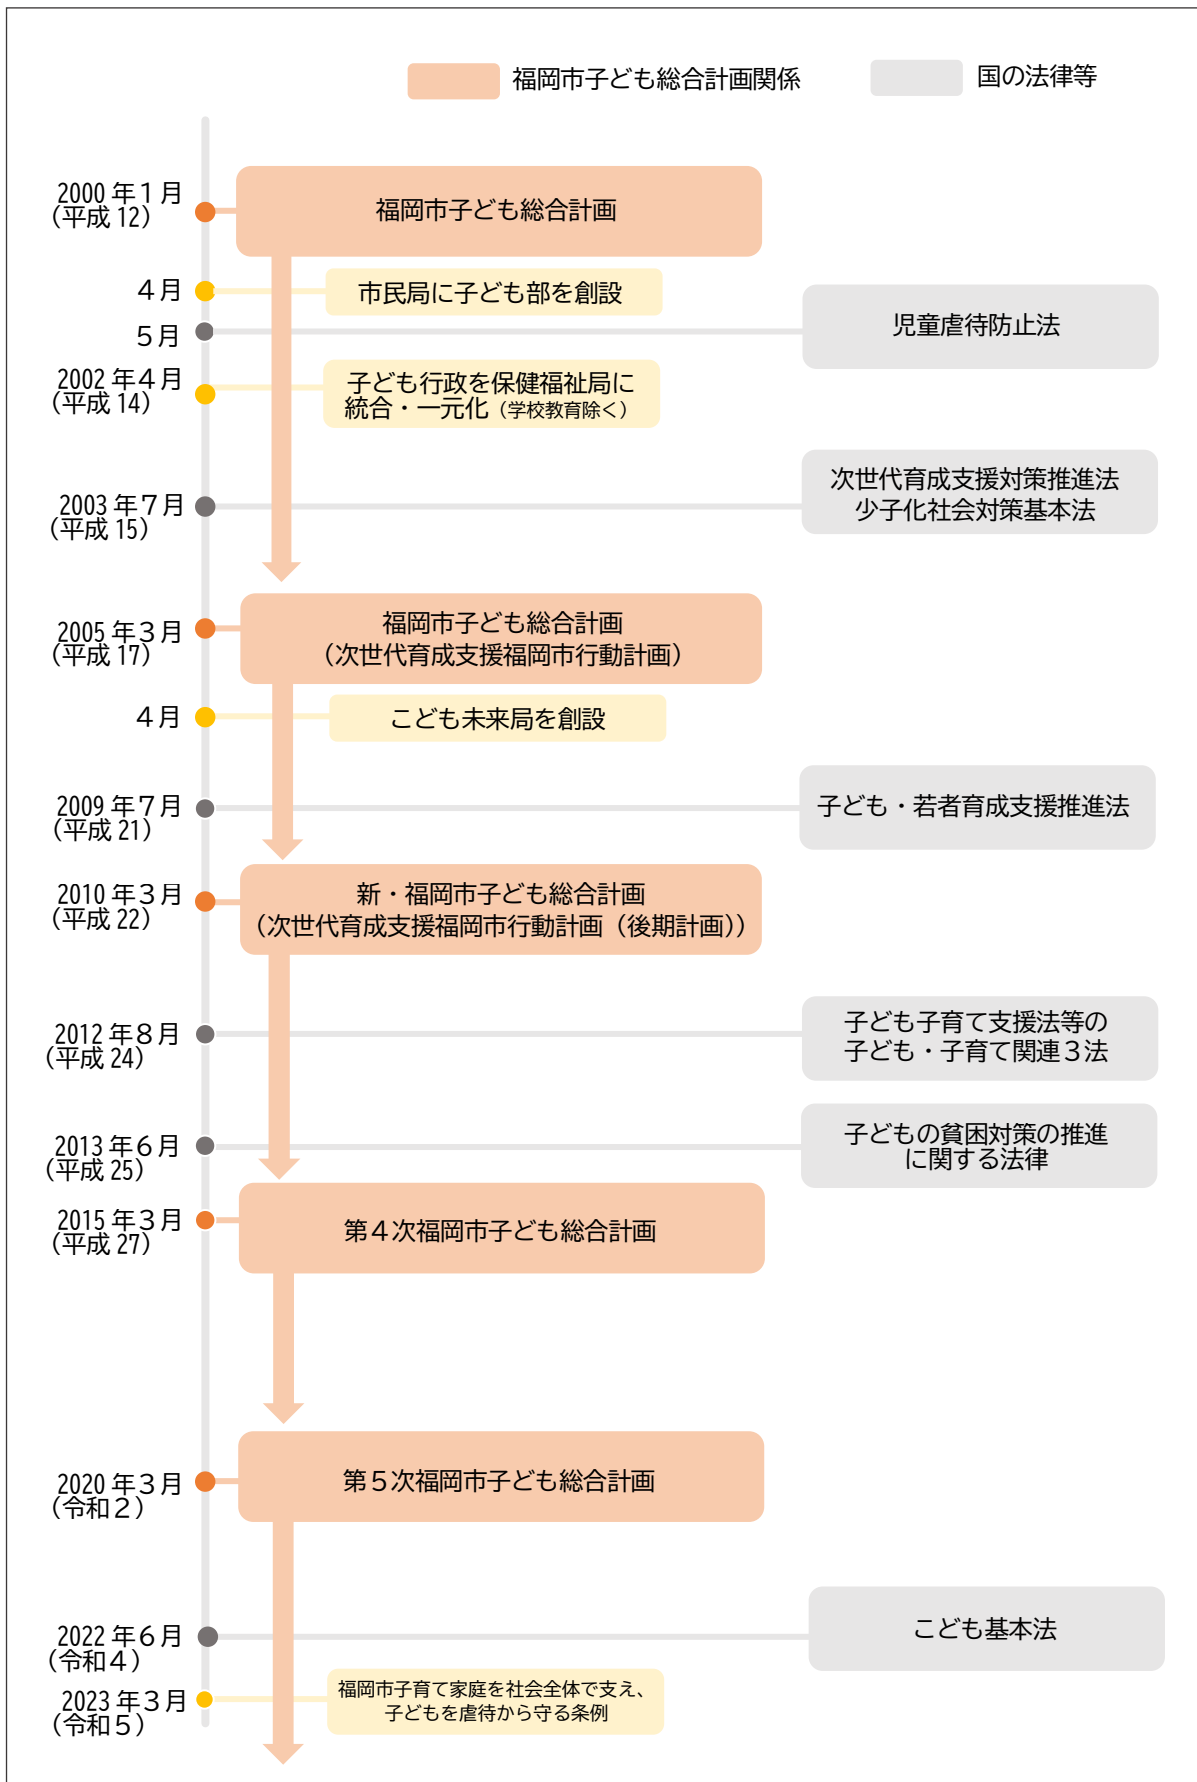 福岡市子ども総合計画関係
国の法律等
2000年1月
（平成12）
福岡市子ども総合計画
4月
市民局に子ども部を創設
5月
児童虐待防止法
2002年4月
（平成14）
子ども行政を保健福祉局に
統合・一元化（学校教育除く）
2003年7月
（平成15）
次世代育成支援対策推進法
少子化社会対策基本法
2005年3月
（平成17）
福岡市子ども総合計画
（次世代育成支援福岡市行動計画）
4月
こども未来局を創設
2009年7月
（平成21）
子ども・若者育成支援推進法
2010年3月
（平成22）
新・福岡市子ども総合計画
（次世代育成支援福岡市行動計画（後期計画））
2012年8月
（平成24）
子ども子育て支援法等の
子ども・子育て関連3法
2013年6月
（平成25）
子どもの貧困対策の推進
に関する法律
2015年3月
（平成27）
第4次福岡市子ども総合計画
2020年3月
（令和2）
第5次福岡市子ども総合計画
2022年6月
（令和4）
こども基本法
2023年3月
（令和5）
福岡市子育て家庭を社会全体で支え、
子どもを虐待から守る条例